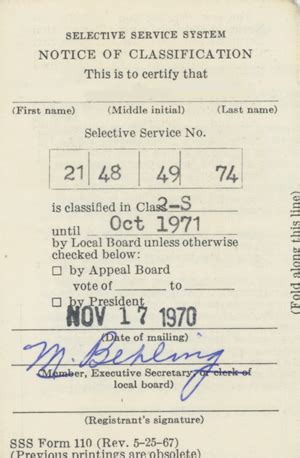 SELECTIVE SERVICE SYSTEM
NOTICE OF CLASSIFICATION
This is to certify that
(First name) (Middle initial) (Last name)
Selective Service No.
21 48 49 74
is classified in Class 2-S
until Oct 1971
by Local Board unless otherwise
checked below:
☐ by Appeal Board
vote of ____ to ____
☐ by President
NOV 17 1970
(Date of mailing)
M. Behling
(Member, Executive Secretary, or clerk of
local board)
(Registrant's signature)
SSS Form 110 (Rev. 5-25-67)
(Previous printings are obsolete)
(Fold along this line)